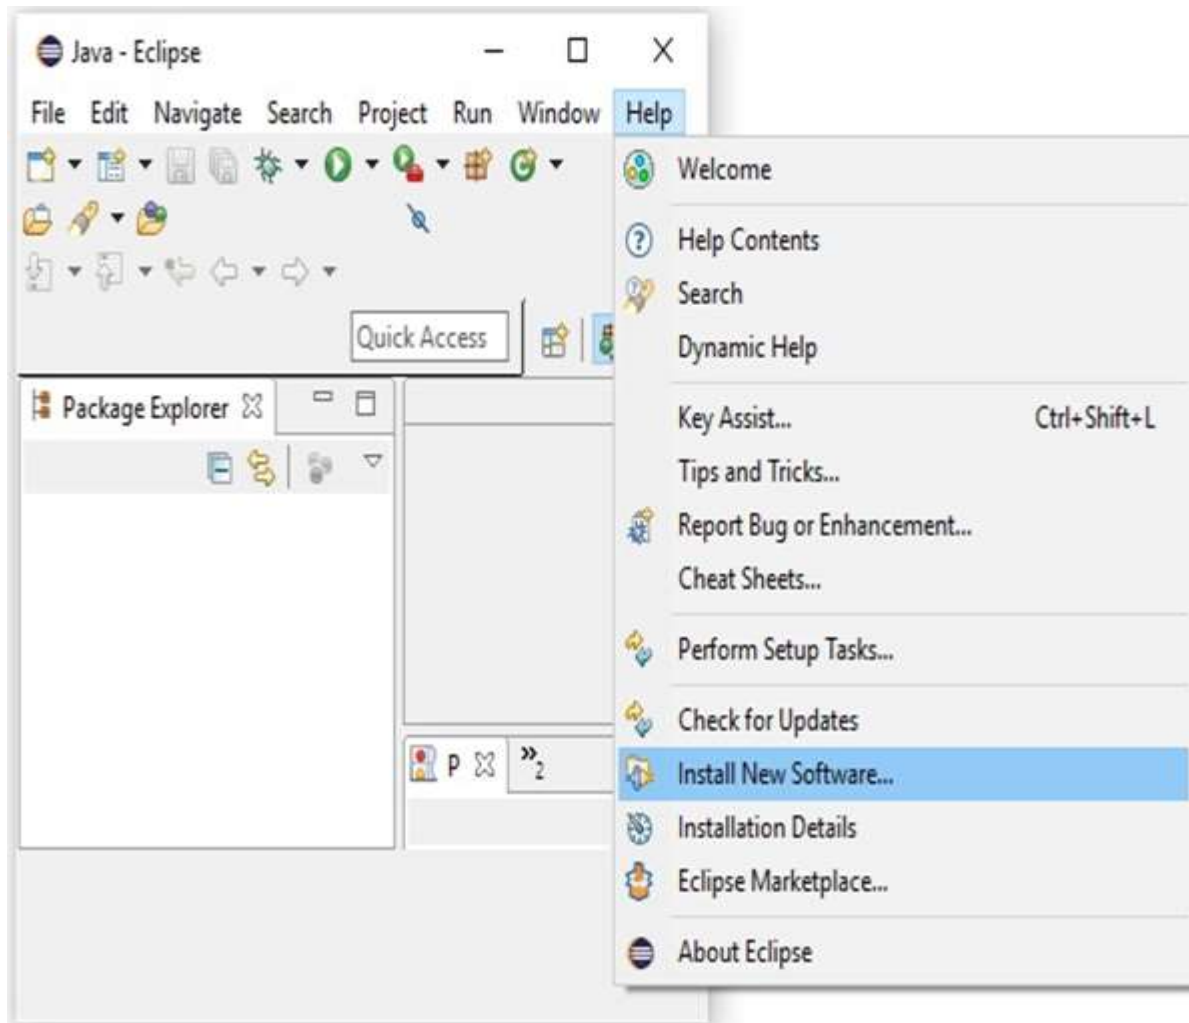 Java - Eclipse
File Edit Navigate Search Project Run Window Help
Quick Access
Package Explorer
P
»2
Welcome
Help Contents
Search
Dynamic Help
Key Assist... Ctrl+Shift+L
Tips and Tricks...
Report Bug or Enhancement...
Cheat Sheets...
Perform Setup Tasks...
Check for Updates
Install New Software...
Installation Details
Eclipse Marketplace...
About Eclipse